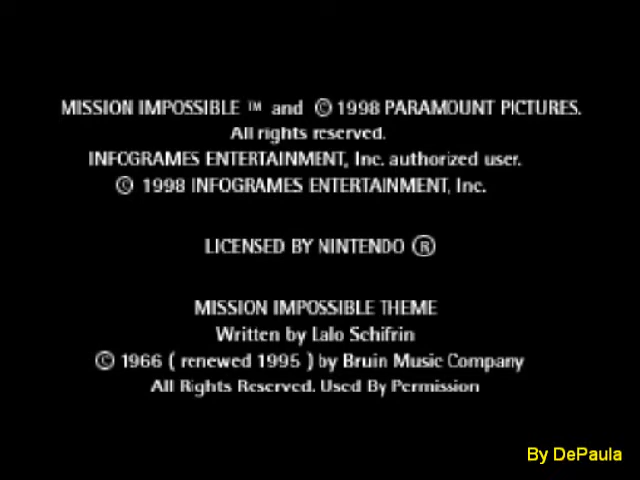 MISSION IMPOSSIBLE ™ and © 1998 PARAMOUNT PICTURES.
All rights reserved.
INFOGRAMES ENTERTAINMENT, Inc. authorized user.
© 1998 INFOGRAMES ENTERTAINMENT, Inc.
LICENSED BY NINTENDO ®
MISSION IMPOSSIBLE THEME
Written by Lalo Schifrin
© 1966 ( renewed 1995 ) by Bruin Music Company
All Rights Reserved. Used By Permission
By DePaula